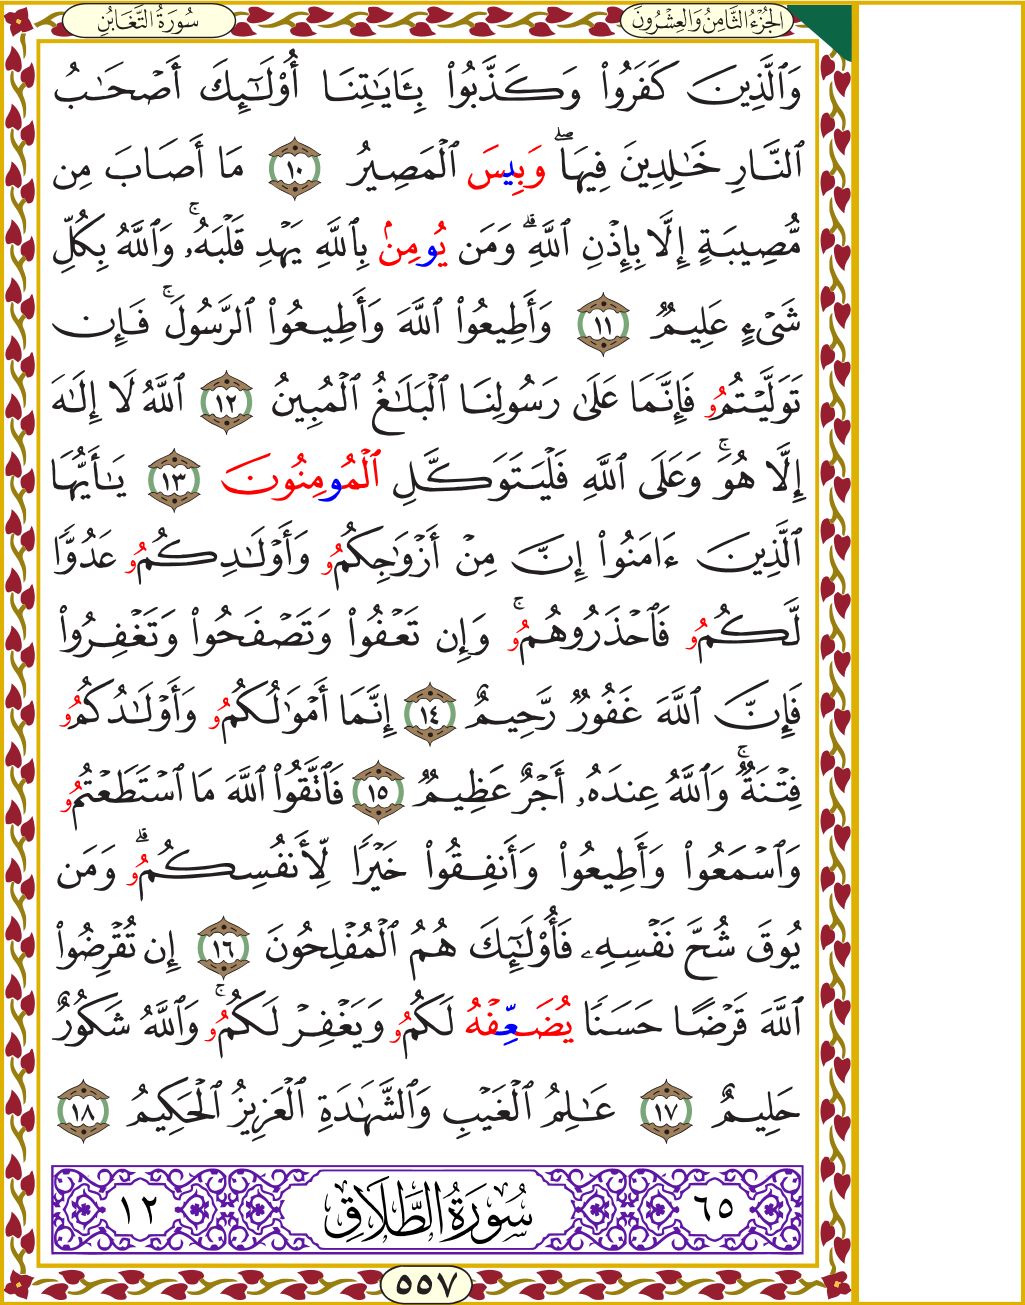 سُورَةُ التَّغَابُنِ
الجُزْءُ الثَّامِنُ وَالعِشْرُونَ
وَٱلَّذِينَ كَفَرُوا۟ وَكَذَّبُوا۟ بِـَٔايَـٰتِنَا أُو۟لَـٰٓئِكَ أَصْحَـٰبُ
ٱلنَّارِ خَـٰلِدِينَ فِيهَاۖ وَبِيسَ ٱلْمَصِيرُ ١٠ مَا أَصَابَ مِن
مُّصِيبَةٍ إِلَّا بِإِذْنِ ٱللَّهِۗ وَمَن يُومِنۢ بِٱللَّهِ يَهْدِ قَلْبَهُۥۚ وَٱللَّهُ بِكُلِّ
شَىْءٍ عَلِيمٌ ١١ وَأَطِيعُوا۟ ٱللَّهَ وَأَطِيعُوا۟ ٱلرَّسُولَۚ فَإِن
تَوَلَّيْتُمُو فَإِنَّمَا عَلَىٰ رَسُولِنَا ٱلْبَلَـٰغُ ٱلْمُبِينُ ١٢ ٱللَّهُ لَا إِلَـٰهَ
إِلَّا هُوَۚ وَعَلَى ٱللَّهِ فَلْيَتَوَكَّلِ ٱلْمُومِنُونَ ١٣ يَـٰأَيُّهَا
ٱلَّذِينَ ءَامَنُوا۟ إِنَّ مِنْ أَزْوَٰجِكُمُو وَأَوْلَـٰدِكُمُو عَدُوًّا
لَّكُمُو فَٱحْذَرُوهُمُوۚ وَإِن تَعْفُوا۟ وَتَصْفَحُوا۟ وَتَغْفِرُوا۟
فَإِنَّ ٱللَّهَ غَفُورٌ رَّحِيمٌ ١٤ إِنَّمَا أَمْوَٰلُكُمُو وَأَوْلَـٰدُكُمُو
فِتْنَةٌۚ وَٱللَّهُ عِندَهُۥ أَجْرٌ عَظِيمٌ ١٥ فَٱتَّقُوا۟ ٱللَّهَ مَا ٱسْتَطَعْتُمُو
وَٱسْمَعُوا۟ وَأَطِيعُوا۟ وَأَنفِقُوا۟ خَيْرًا لِّأَنفُسِكُمُوۗ وَمَن
يُوقَ شُحَّ نَفْسِهِۦ فَأُو۟لَـٰٓئِكَ هُمُ ٱلْمُفْلِحُونَ ١٦ إِن تُقْرِضُوا۟
ٱللَّهَ قَرْضًا حَسَنًا يُضَعِّفْهُ لَكُمُو وَيَغْفِرْ لَكُمُوۚ وَٱللَّهُ شَكُورٌ
حَلِيمٌ ١٧ عَـٰلِمُ ٱلْغَيْبِ وَٱلشَّهَـٰدَةِ ٱلْعَزِيزُ ٱلْحَكِيمُ ١٨
٦٥ سُورَةُ الطَّلَاقِ ١٢
٥٥٧